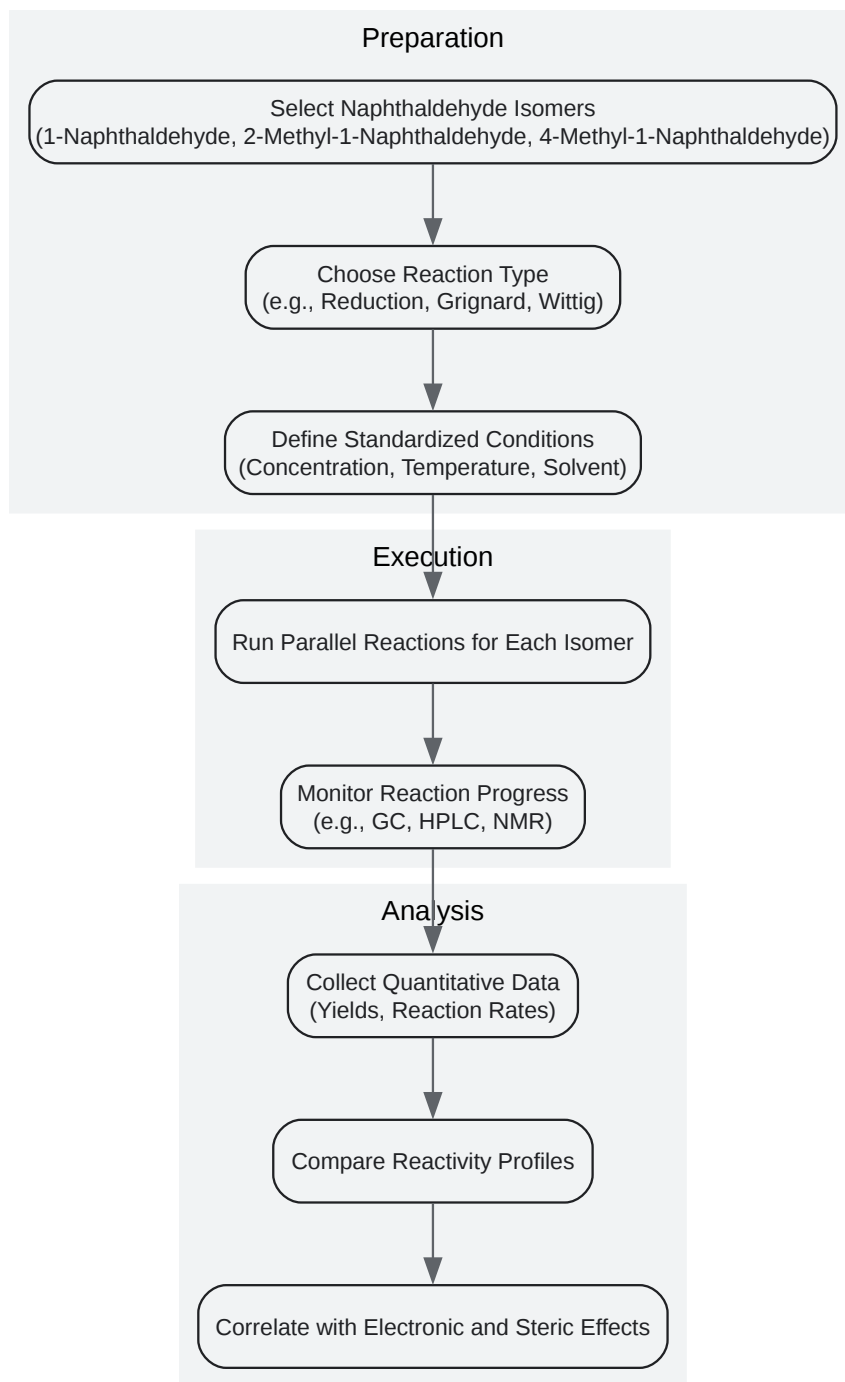 Preparation
Select Naphthaldehyde Isomers
(1-Naphthaldehyde, 2-Methyl-1-Naphthaldehyde, 4-Methyl-1-Naphthaldehyde)
Choose Reaction Type
(e.g., Reduction, Grignard, Wittig)
Define Standardized Conditions
(Concentration, Temperature, Solvent)
Execution
Run Parallel Reactions for Each Isomer
Monitor Reaction Progress
(e.g., GC, HPLC, NMR)
Analysis
Collect Quantitative Data
(Yields, Reaction Rates)
Compare Reactivity Profiles
Correlate with Electronic and Steric Effects